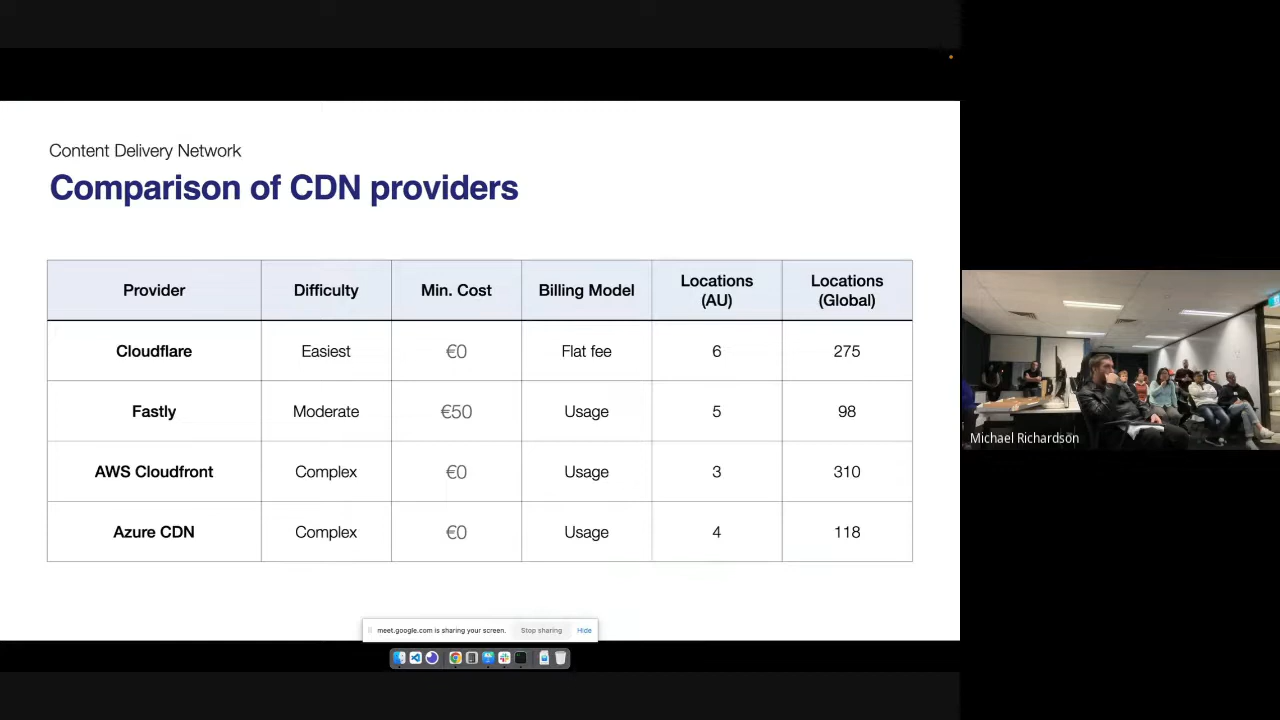 Content Delivery Network
Comparison of CDN providers
Provider Difficulty Min. Cost Billing Model Locations (AU) Locations (Global)
Cloudflare Easiest €0 Flat fee 6 275
Fastly Moderate €50 Usage 5 98
AWS Cloudfront Complex €0 Usage 3 310
Azure CDN Complex €0 Usage 4 118
meet.google.com is sharing your screen. Stop sharing Hide
Michael Richardson